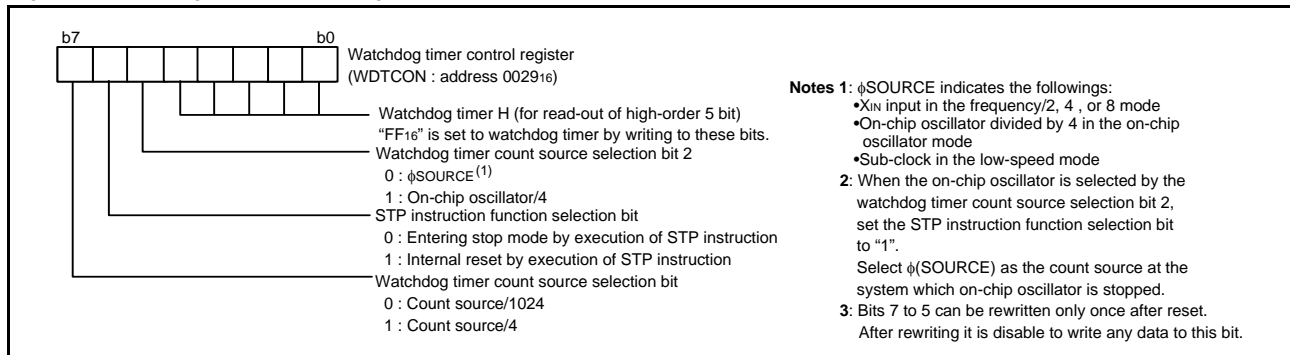 b7 b0
Watchdog timer control register
(WDTCON : address 0029₁₆)
Watchdog timer H (for read-out of high-order 5 bit)
“FF₁₆” is set to watchdog timer by writing to these bits.
Watchdog timer count source selection bit 2
0 : ϕSOURCE⁽¹⁾
1 : On-chip oscillator/4
STP instruction function selection bit
0 : Entering stop mode by execution of STP instruction
1 : Internal reset by execution of STP instruction
Watchdog timer count source selection bit
0 : Count source/1024
1 : Count source/4
Notes 1: ϕSOURCE indicates the followings:
•XIN input in the frequency/2, 4 , or 8 mode
•On-chip oscillator divided by 4 in the on-chip
oscillator mode
•Sub-clock in the low-speed mode
2: When the on-chip oscillator is selected by the
watchdog timer count source selection bit 2,
set the STP instruction function selection bit
to “1”.
Select ϕ(SOURCE) as the count source at the
system which on-chip oscillator is stopped.
3: Bits 7 to 5 can be rewritten only once after reset.
After rewriting it is disable to write any data to this bit.